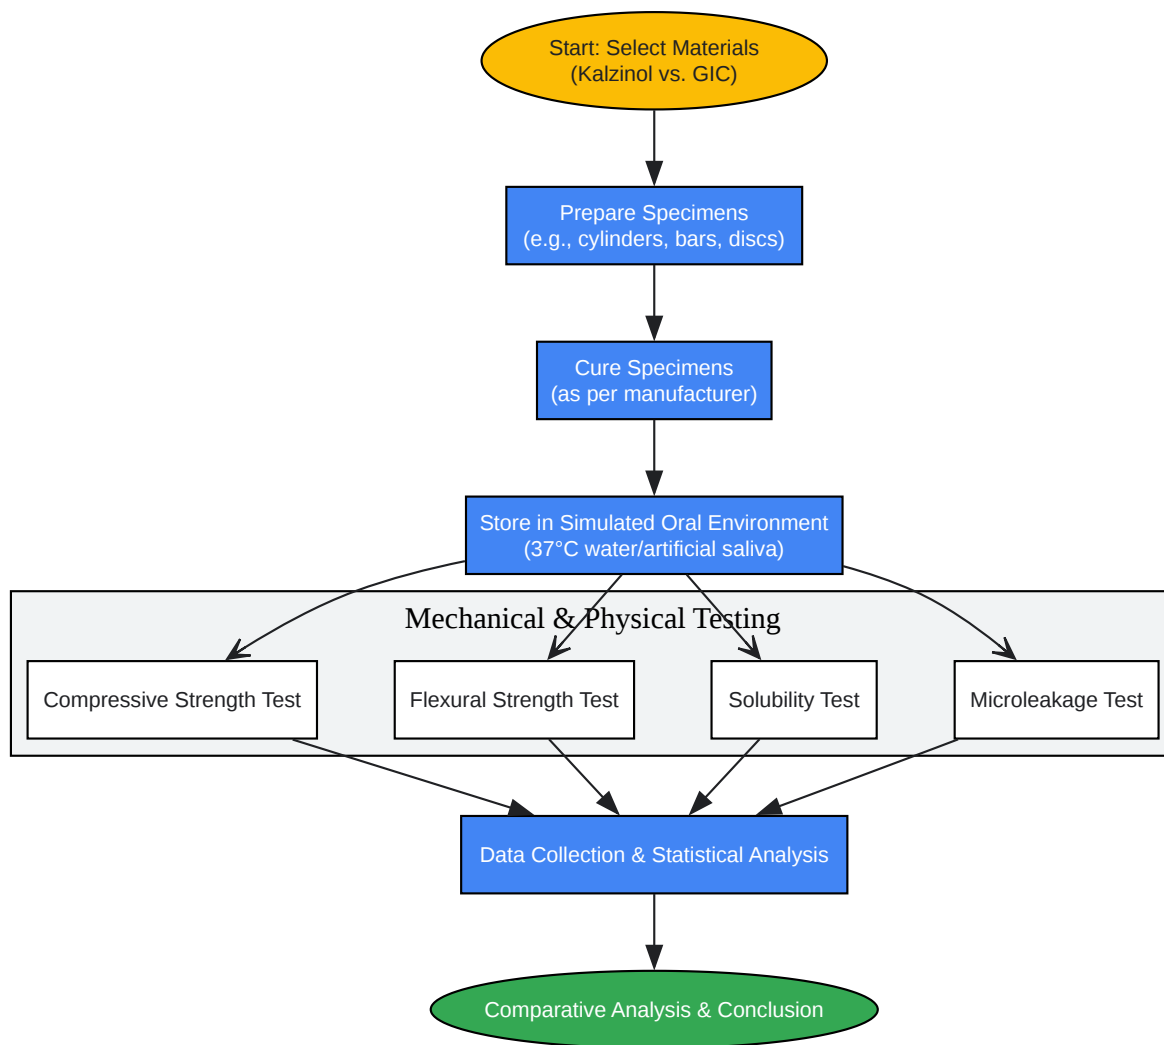 Start: Select Materials
(Kalzinol vs. GIC)
Prepare Specimens
(e.g., cylinders, bars, discs)
Cure Specimens
(as per manufacturer)
Store in Simulated Oral Environment
(37°C water/artificial saliva)
Mechanical & Physical Testing
Compressive Strength Test
Flexural Strength Test
Solubility Test
Microleakage Test
Data Collection & Statistical Analysis
Comparative Analysis & Conclusion